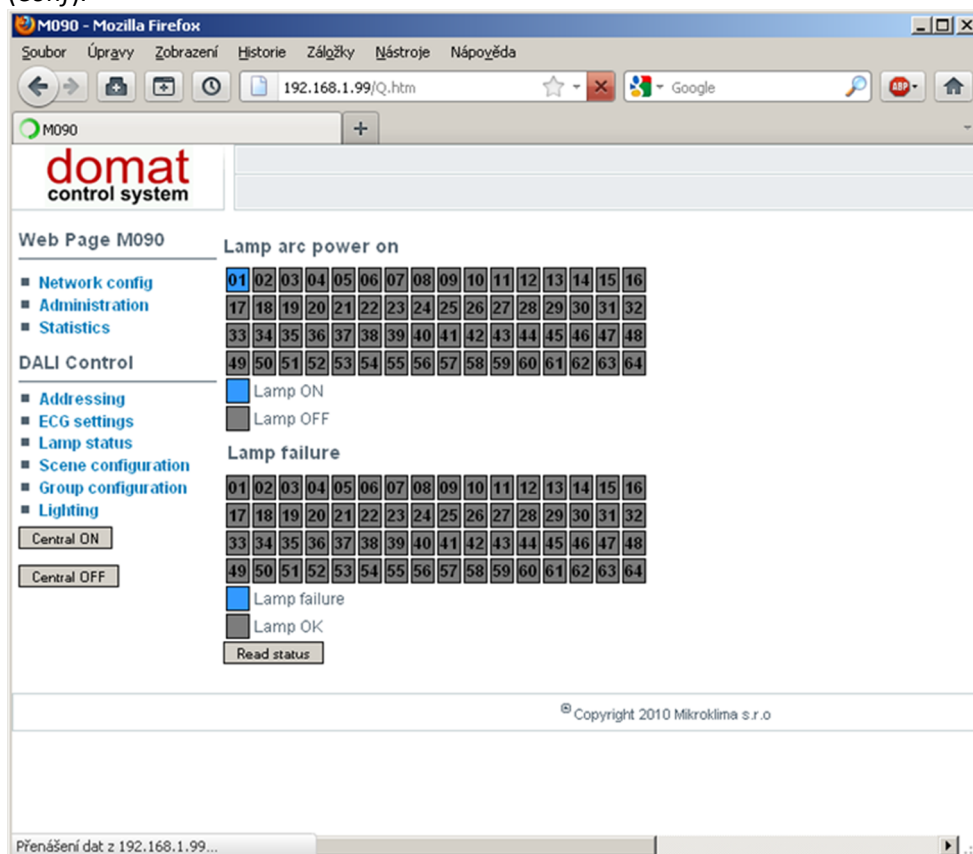 M090 - Mozilla Firefox
Soubor Úpravy Zobrazení Historie Záložky Nástroje Nápověda
192.168.1.99/Q.htm Google ABP
M090
domat
control system
Web Page M090
Network config
Administration
Statistics
DALI Control
Addressing
ECG settings
Lamp status
Scene configuration
Group configuration
Lighting
Central ON
Central OFF
Lamp arc power on
01 02 03 04 05 06 07 08 09 10 11 12 13 14 15 16
17 18 19 20 21 22 23 24 25 26 27 28 29 30 31 32
33 34 35 36 37 38 39 40 41 42 43 44 45 46 47 48
49 50 51 52 53 54 55 56 57 58 59 60 61 62 63 64
Lamp ON
Lamp OFF
Lamp failure
01 02 03 04 05 06 07 08 09 10 11 12 13 14 15 16
17 18 19 20 21 22 23 24 25 26 27 28 29 30 31 32
33 34 35 36 37 38 39 40 41 42 43 44 45 46 47 48
49 50 51 52 53 54 55 56 57 58 59 60 61 62 63 64
Lamp failure
Lamp OK
Read status
Copyright 2010 Mikroklima s.r.o
Přenášení dat z 192.168.1.99...